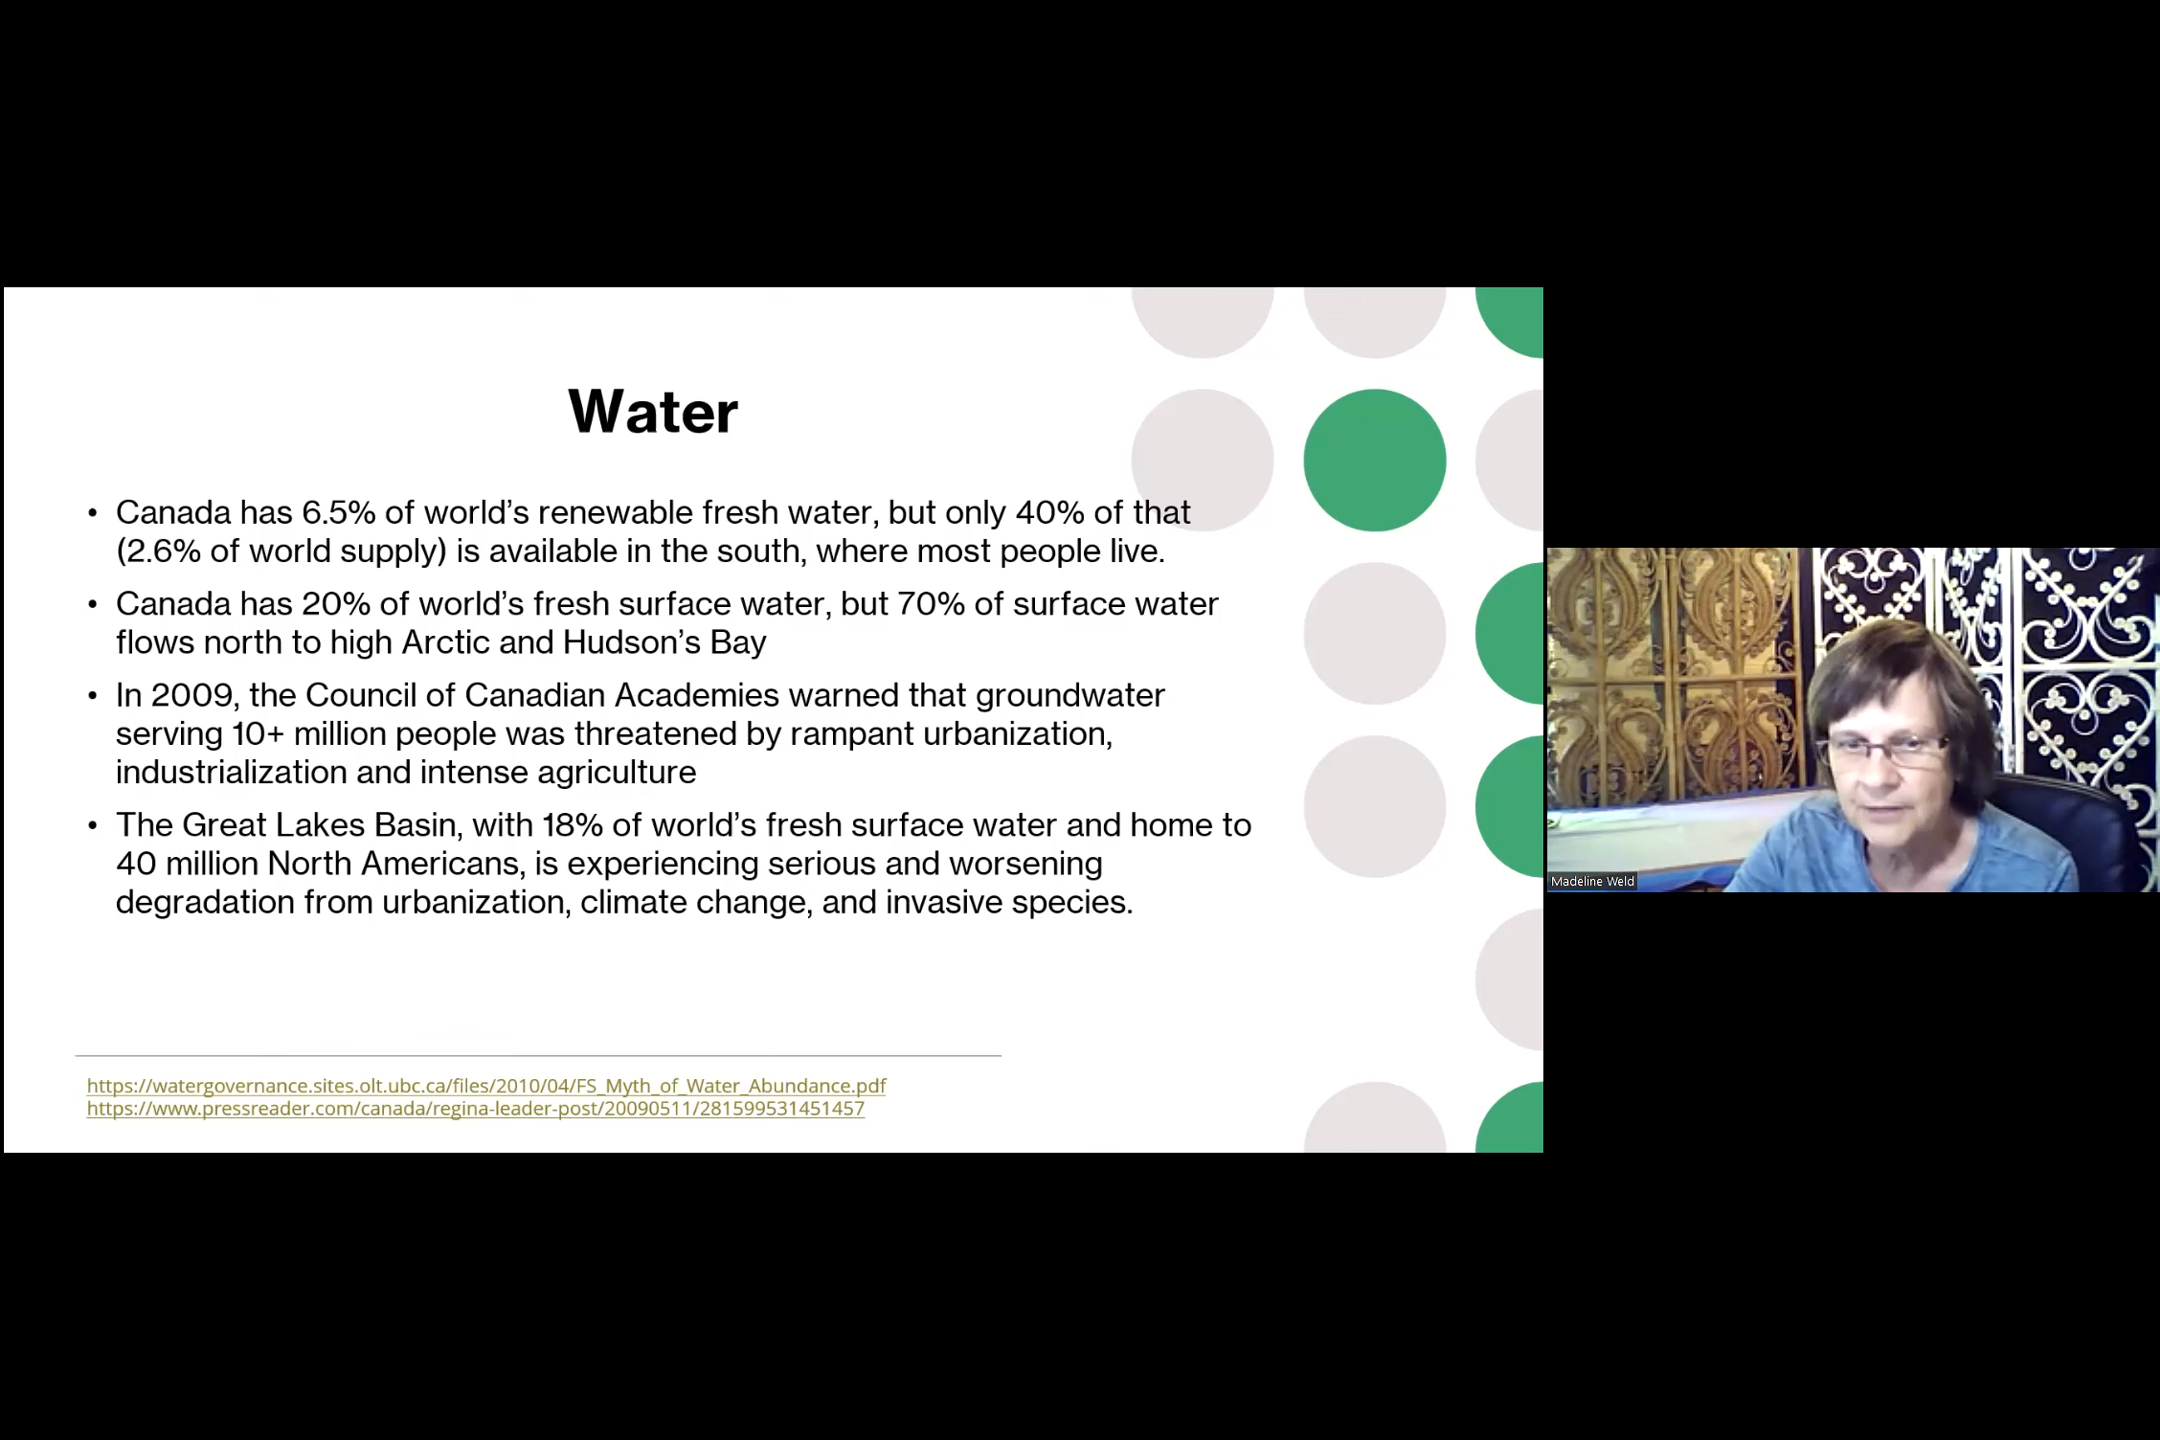 Water
• Canada has 6.5% of world’s renewable fresh water, but only 40% of that
(2.6% of world supply) is available in the south, where most people live.
• Canada has 20% of world’s fresh surface water, but 70% of surface water
flows north to high Arctic and Hudson’s Bay
• In 2009, the Council of Canadian Academies warned that groundwater
serving 10+ million people was threatened by rampant urbanization,
industrialization and intense agriculture
• The Great Lakes Basin, with 18% of world’s fresh surface water and home to
40 million North Americans, is experiencing serious and worsening
degradation from urbanization, climate change, and invasive species.
https://watergovernance.sites.olt.ubc.ca/files/2010/04/FS_Myth_of_Water_Abundance.pdf
https://www.pressreader.com/canada/regina-leader-post/20090511/281599531451457
Madeline Weld